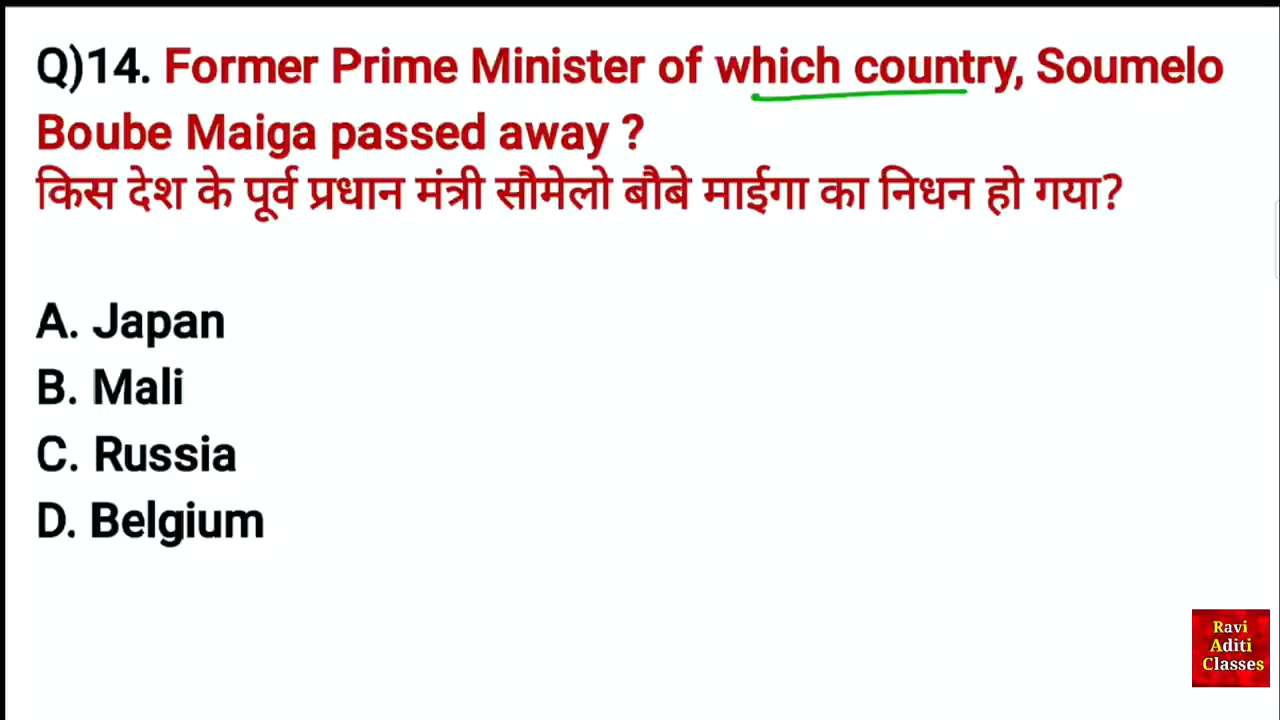 Q)14. Former Prime Minister of which country, Soumelo
Boube Maiga passed away ?
किस देश के पूर्व प्रधान मंत्री सौमेलो बौबे माईगा का निधन हो गया?
A. Japan
B. Mali
C. Russia
D. Belgium
Ravi
Aditi
Classes